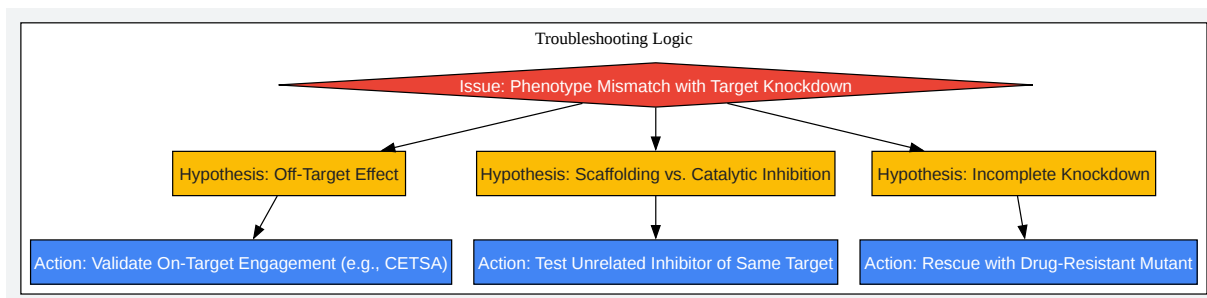 Troubleshooting Logic
Issue: Phenotype Mismatch with Target Knockdown
Hypothesis: Off-Target Effect
Hypothesis: Scaffolding vs. Catalytic Inhibition
Hypothesis: Incomplete Knockdown
Action: Validate On-Target Engagement (e.g., CETSA)
Action: Test Unrelated Inhibitor of Same Target
Action: Rescue with Drug-Resistant Mutant